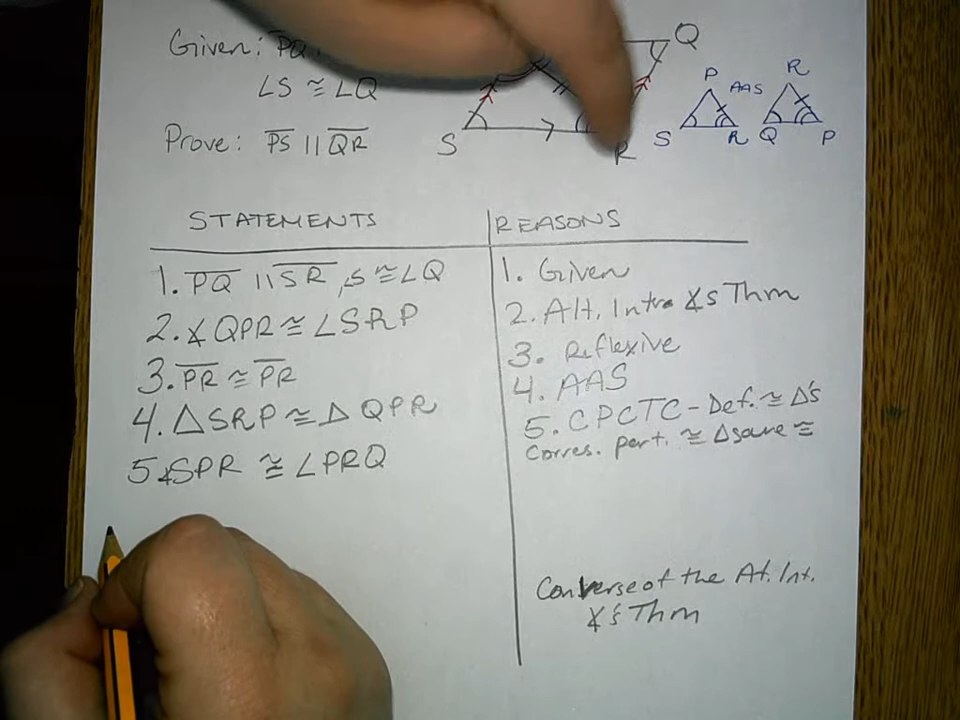 Given: PQ
∠S ≅ ∠Q
Prove: PS || QR
S
Q
R
P
AAS
S
R
R
Q
P
STATEMENTS
REASONS
1. PQ || SR, S ≅ ∠Q
1. Given
2. ∡QPR ≅ ∠SRP
2. Alt. Intr. ∡s Thm
3. PR ≅ PR
3. Reflexive
4. △SRP ≅ △QPR
4. AAS
5. ∡SPR ≅ ∠PRQ
5. CPCTC - Def. ≅ △'s
Corres. part. ≅ △s are ≅
Converse of the At. Int.
∡'s Thm